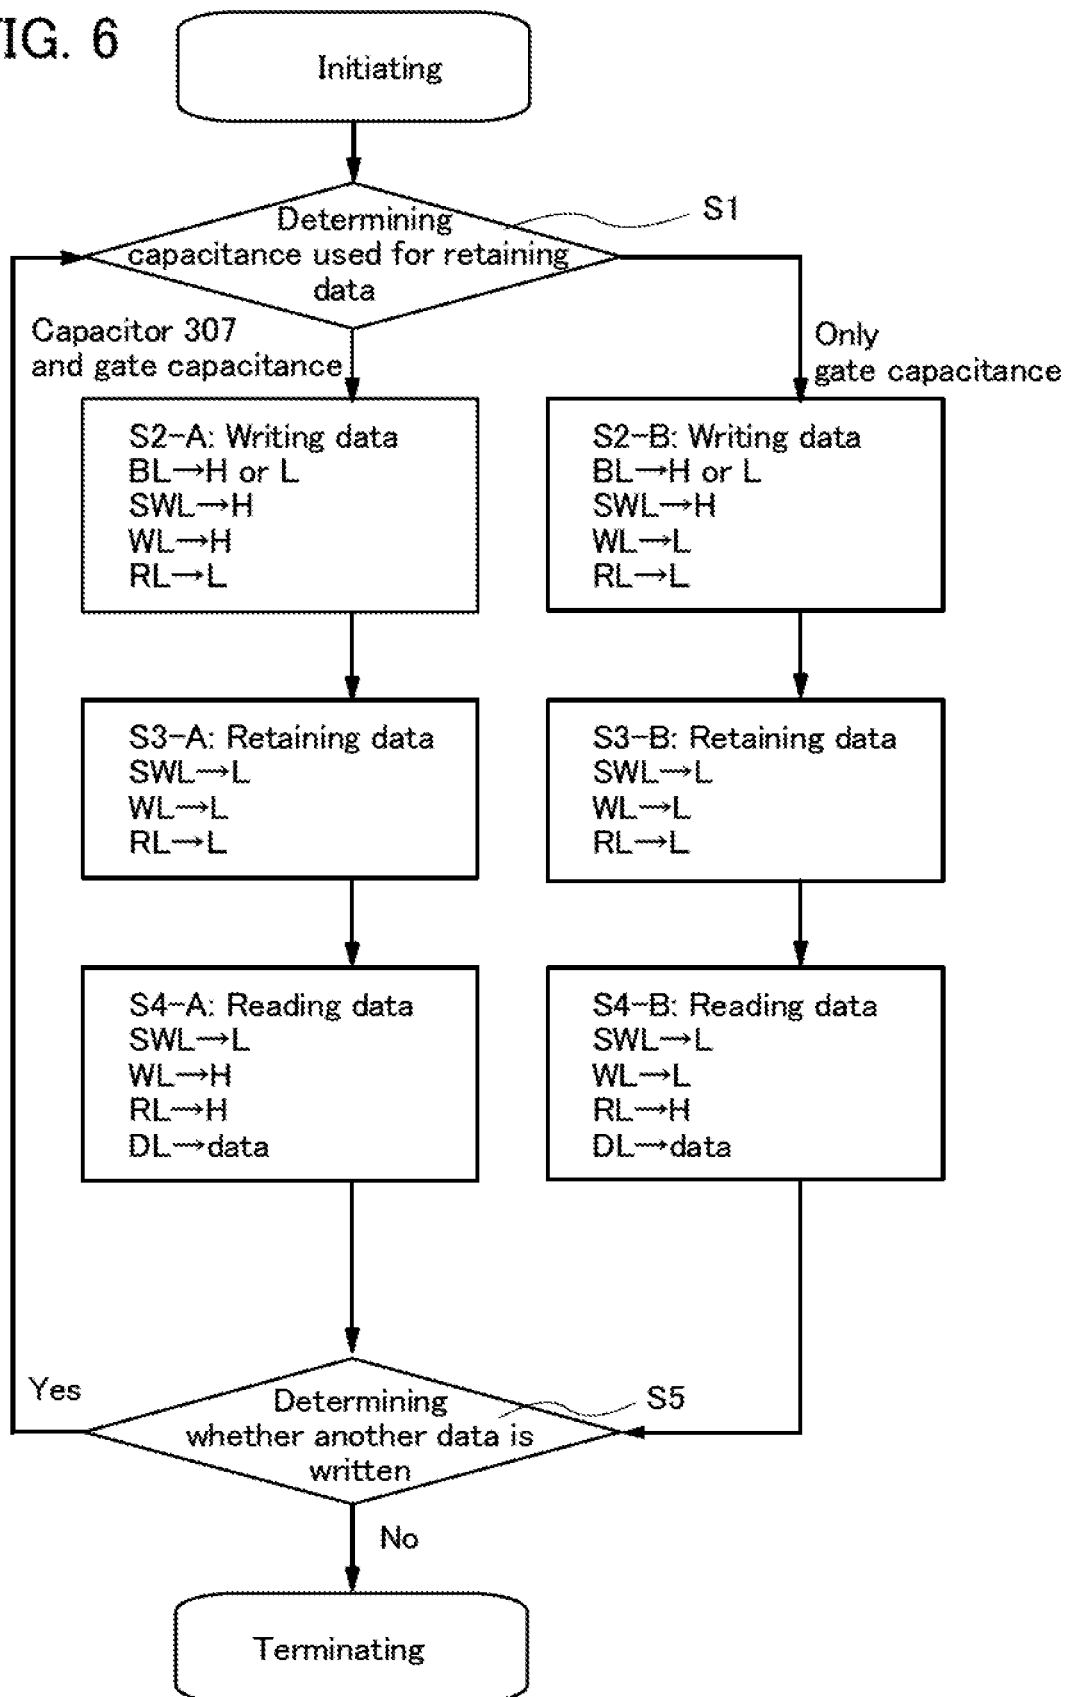 IG. 6
Initiating
S1
Determining
capacitance used for retaining
data
Capacitor 307
and gate capacitance
Only
gate capacitance
S2-A: Writing data
BL→H or L
SWL→H
WL→H
RL→L
S2-B: Writing data
BL→H or L
SWL→H
WL→L
RL→L
S3-A: Retaining data
SWL→L
WL→L
RL→L
S3-B: Retaining data
SWL→L
WL→L
RL→L
S4-A: Reading data
SWL→L
WL→H
RL→H
DL→data
S4-B: Reading data
SWL→L
WL→L
RL→H
DL→data
Yes
S5
Determining
whether another data is
written
No
Terminating